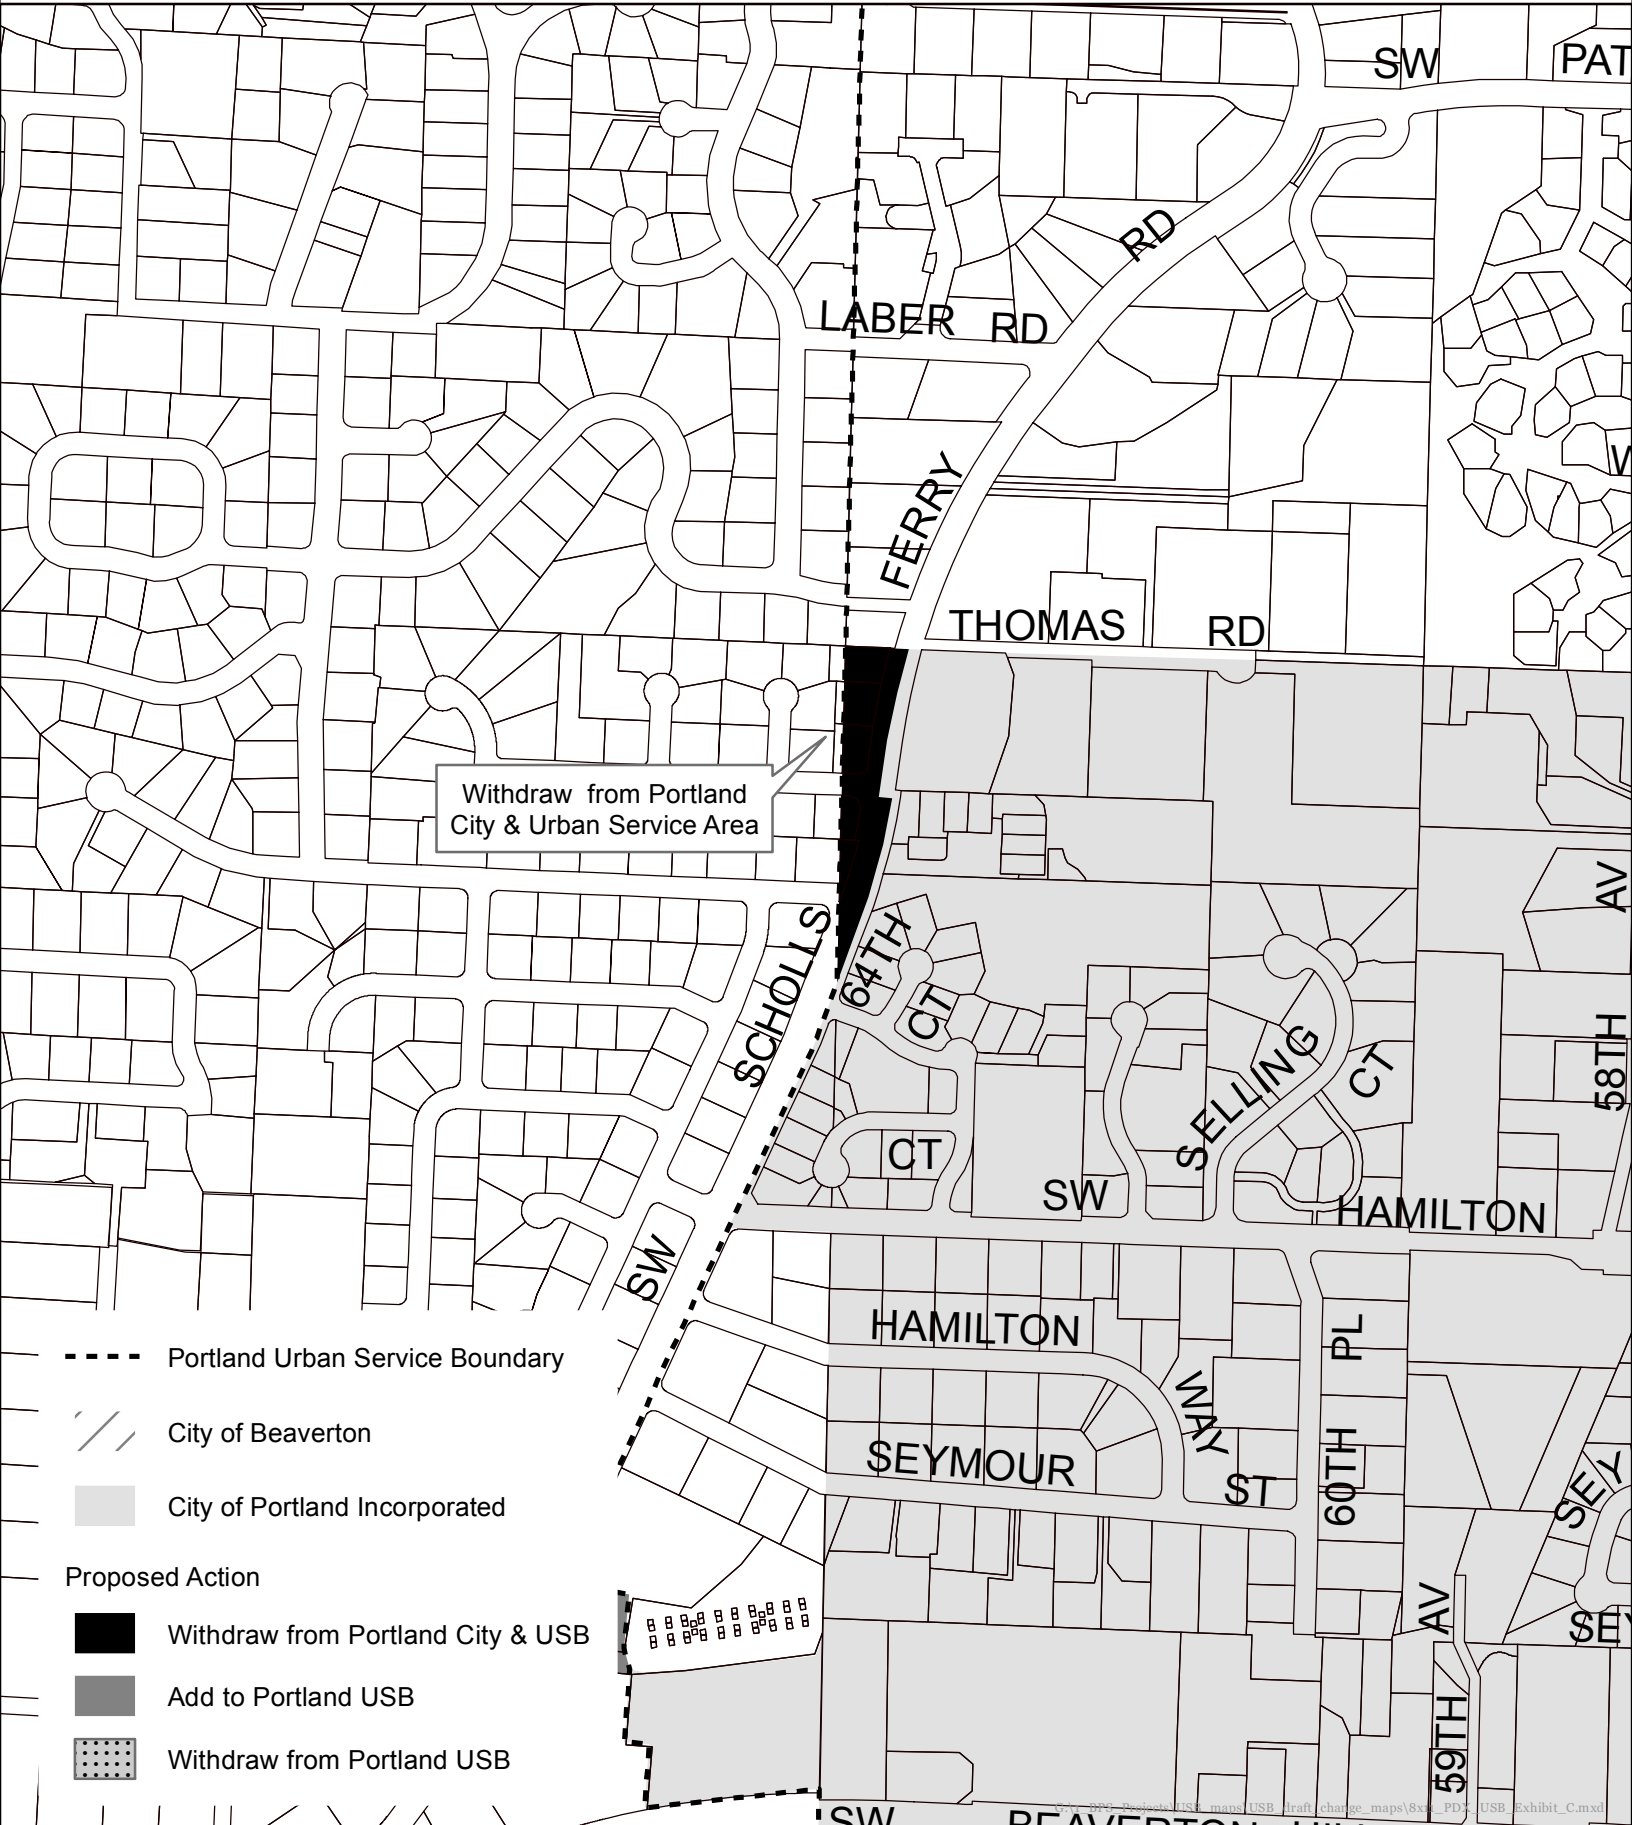 SW PAT
RD
LABER RD
FERRY
THOMAS RD
Withdraw from Portland
City & Urban Service Area
AV
SCHOLLS
64TH
CT
SELLING
CT
58TH
CT
SW
HAMILTON
SW
HAMILTON
WAY
PL
SEYMOUR
ST
60TH
SEY
Portland Urban Service Boundary
City of Beaverton
City of Portland Incorporated
Proposed Action
Withdraw from Portland City & USB
Add to Portland USB
Withdraw from Portland USB
AV
SEY
59TH
SW